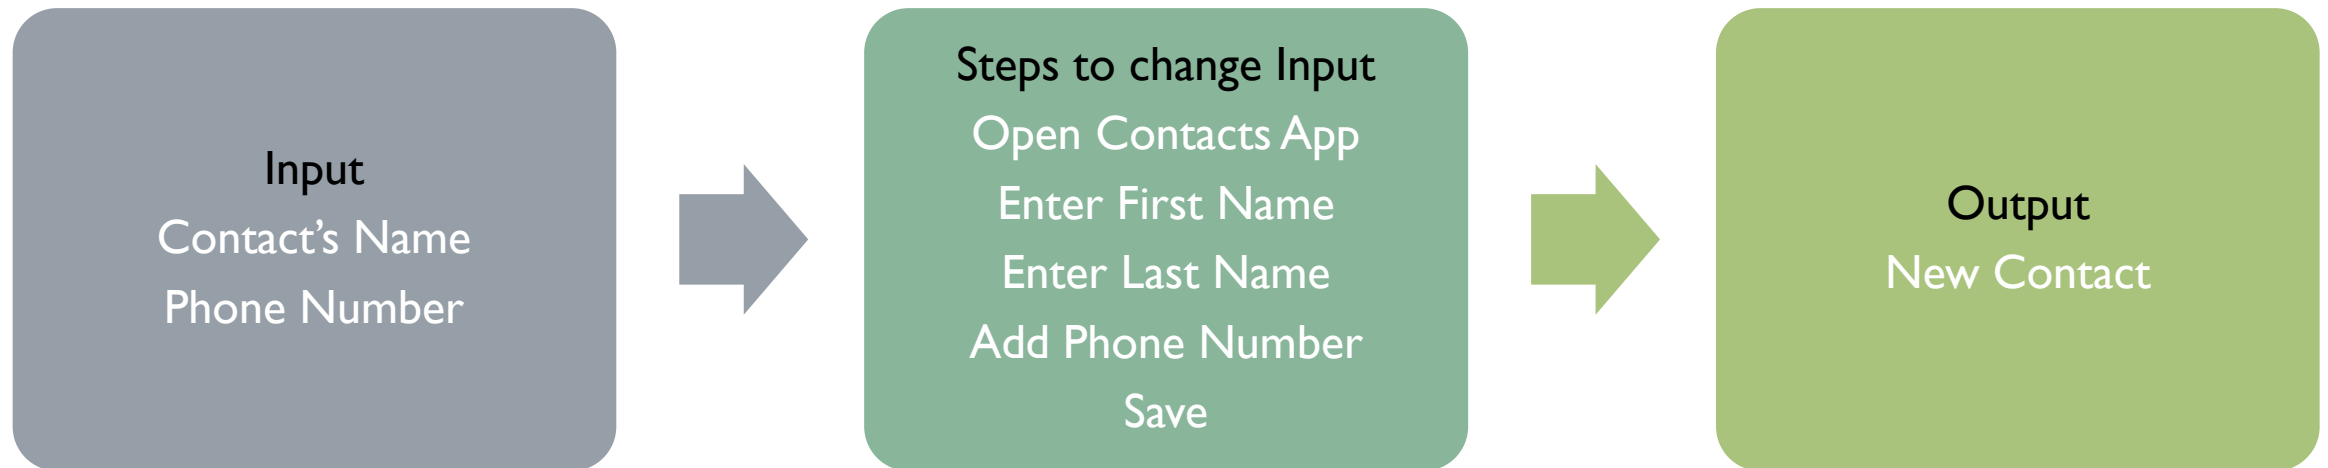 Input
Contact’s Name
Phone Number
Steps to change Input
Open Contacts App
Enter First Name
Enter Last Name
Add Phone Number
Save
Output
New Contact